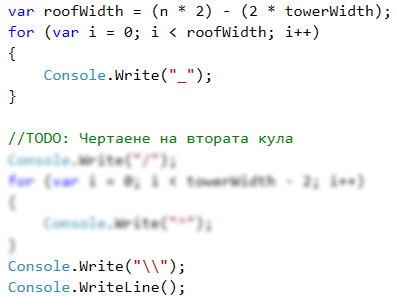 var roofWidth = (n * 2) - (2 * towerWidth);
for (var i = 0; i < roofWidth; i++)
{
    Console.Write("_");
}
//TODO: Чертаене на втората кула
Console.Write("/");
for (var i = 0; i < towerWidth - 2; i++)
{
    Console.Write("^");
}
Console.Write("\\");
Console.WriteLine();